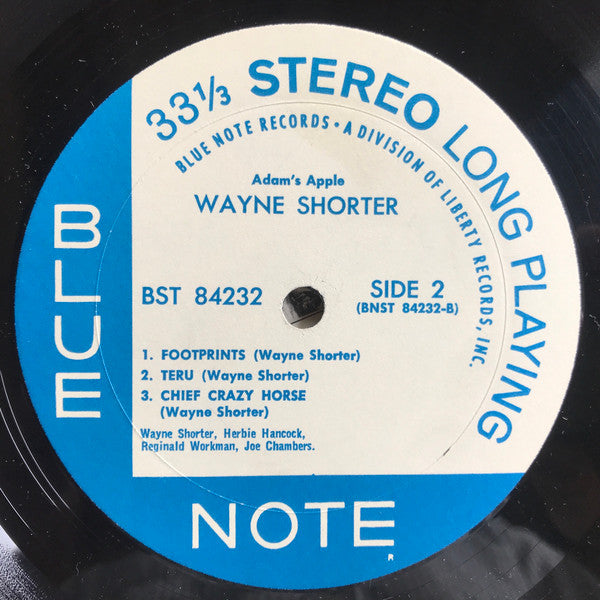 33 1/3 STEREO LONG PLAYING
BLUE NOTE RECORDS • A DIVISION OF LIBERTY RECORDS, INC.
Adam's Apple
WAYNE SHORTER
BST 84232
SIDE 2
(BNST 84232-B)
1. FOOTPRINTS (Wayne Shorter)
2. TERU (Wayne Shorter)
3. CHIEF CRAZY HORSE
(Wayne Shorter)
Wayne Shorter, Herbie Hancock,
Reginald Workman, Joe Chambers.
BLUE
NOTE
R